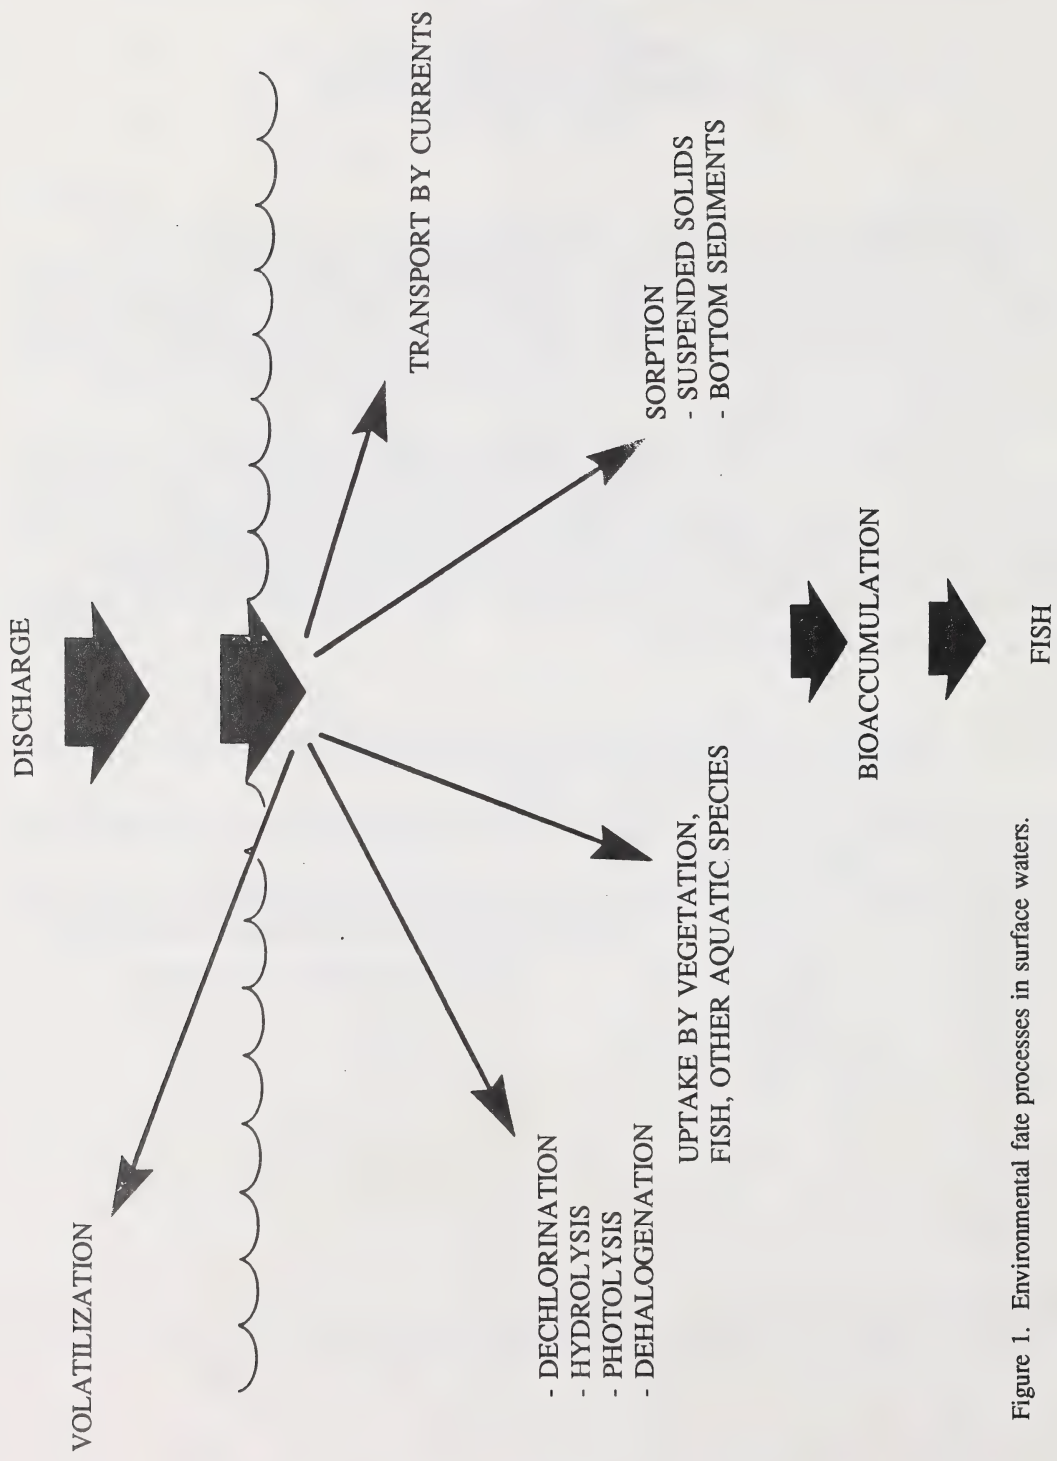 DISCHARGE
VOLATILIZATION
TRANSPORT BY CURRENTS
- DECHLORINATION
- HYDROLYSIS
- PHOTOLYSIS
- DEHALOGENATION
UPTAKE BY VEGETATION,
FISH, OTHER AQUATIC SPECIES
SORPTION
- SUSPENDED SOLIDS
- BOTTOM SEDIMENTS
BIOACCUMULATION
FISH
Figure 1. Environmental fate processes in surface waters.